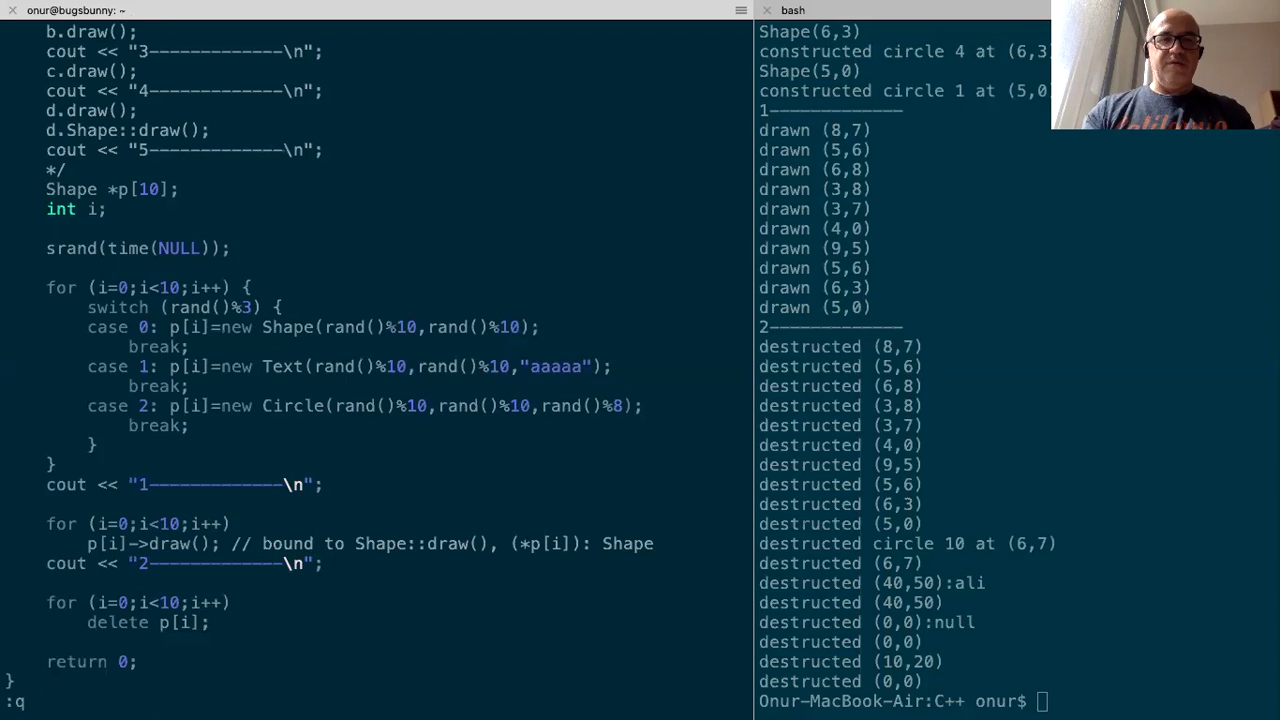 onur@bugsbunny: ~
b.draw();
cout << "3-------------\n";
c.draw();
cout << "4-------------\n";
d.draw();
d.Shape::draw();
cout << "5-------------\n";
*/
Shape *p[10];
int i;
srand(time(NULL));
for (i=0;i<10;i++) {
switch (rand()%3) {
case 0: p[i]=new Shape(rand()%10,rand()%10);
break;
case 1: p[i]=new Text(rand()%10,rand()%10,"aaaaa");
break;
case 2: p[i]=new Circle(rand()%10,rand()%10,rand()%8);
break;
}
}
cout << "1-------------\n";
for (i=0;i<10;i++)
p[i]->draw(); // bound to Shape::draw(), (*p[i]): Shape
cout << "2-------------\n";
for (i=0;i<10;i++)
delete p[i];
return 0;
}
:q
bash
Shape(6,3)
constructed circle 4 at (6,3
Shape(5,0)
constructed circle 1 at (5,0
1-------------
drawn (8,7)
drawn (5,6)
drawn (6,8)
drawn (3,8)
drawn (3,7)
drawn (4,0)
drawn (9,5)
drawn (5,6)
drawn (6,3)
drawn (5,0)
2-------------
destructed (8,7)
destructed (5,6)
destructed (6,8)
destructed (3,8)
destructed (3,7)
destructed (4,0)
destructed (9,5)
destructed (5,6)
destructed (6,3)
destructed (5,0)
destructed circle 10 at (6,7)
destructed (6,7)
destructed (40,50):ali
destructed (40,50)
destructed (0,0):null
destructed (0,0)
destructed (10,20)
destructed (0,0)
Onur-MacBook-Air:C++ onur$